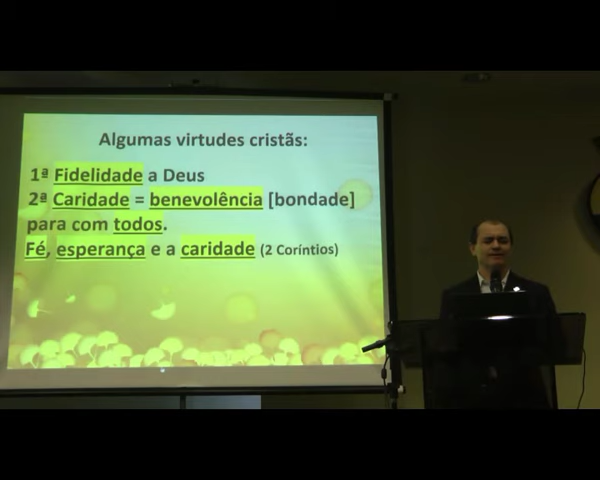 Algumas virtudes cristãs:
1ª Fidelidade a Deus
2ª Caridade = benevolência [bondade]
para com todos.
Fé, esperança e a caridade (2 Coríntios)